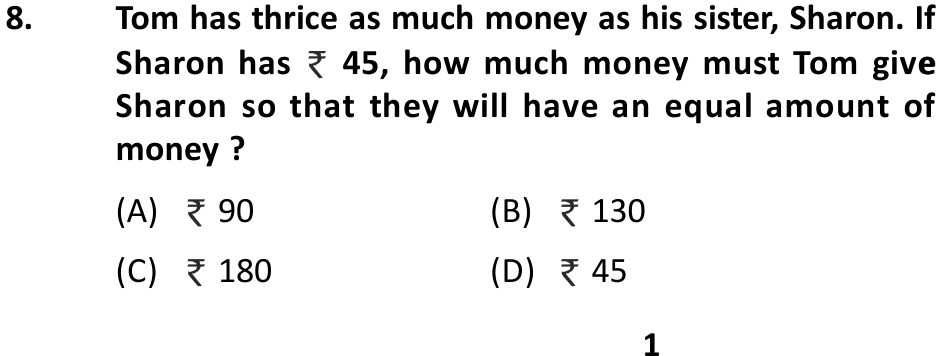 8. Tom has thrice as much money as his sister, Sharon. If
Sharon has ₹ 45, how much money must Tom give
Sharon so that they will have an equal amount of
money ?
(A) ₹ 90 (B) ₹ 130
(C) ₹ 180 (D) ₹ 45
1